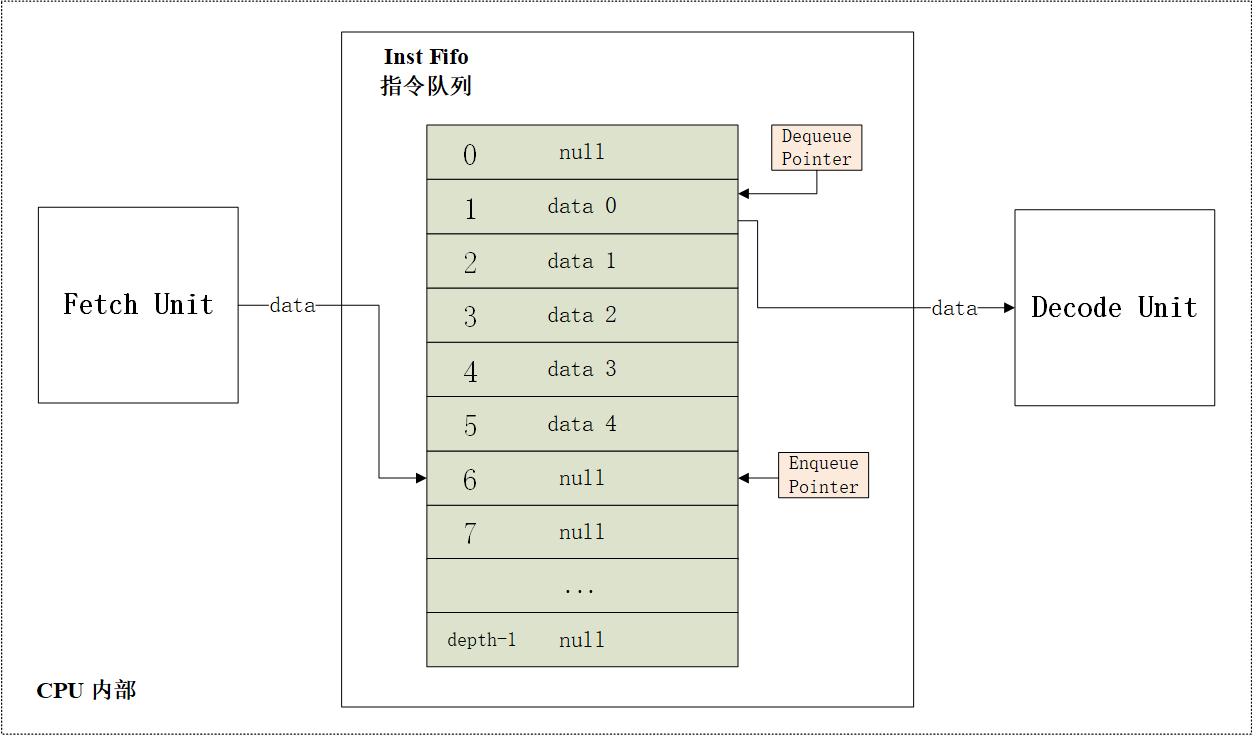 Inst Fifo
指令队列
Dequeue
Pointer
0 null
1 data 0
2 data 1
3 data 2
4 data 3
5 data 4
6 null
7 null
...
depth-1 null
Fetch Unit
data
data
Decode Unit
Enqueue
Pointer
CPU 内部